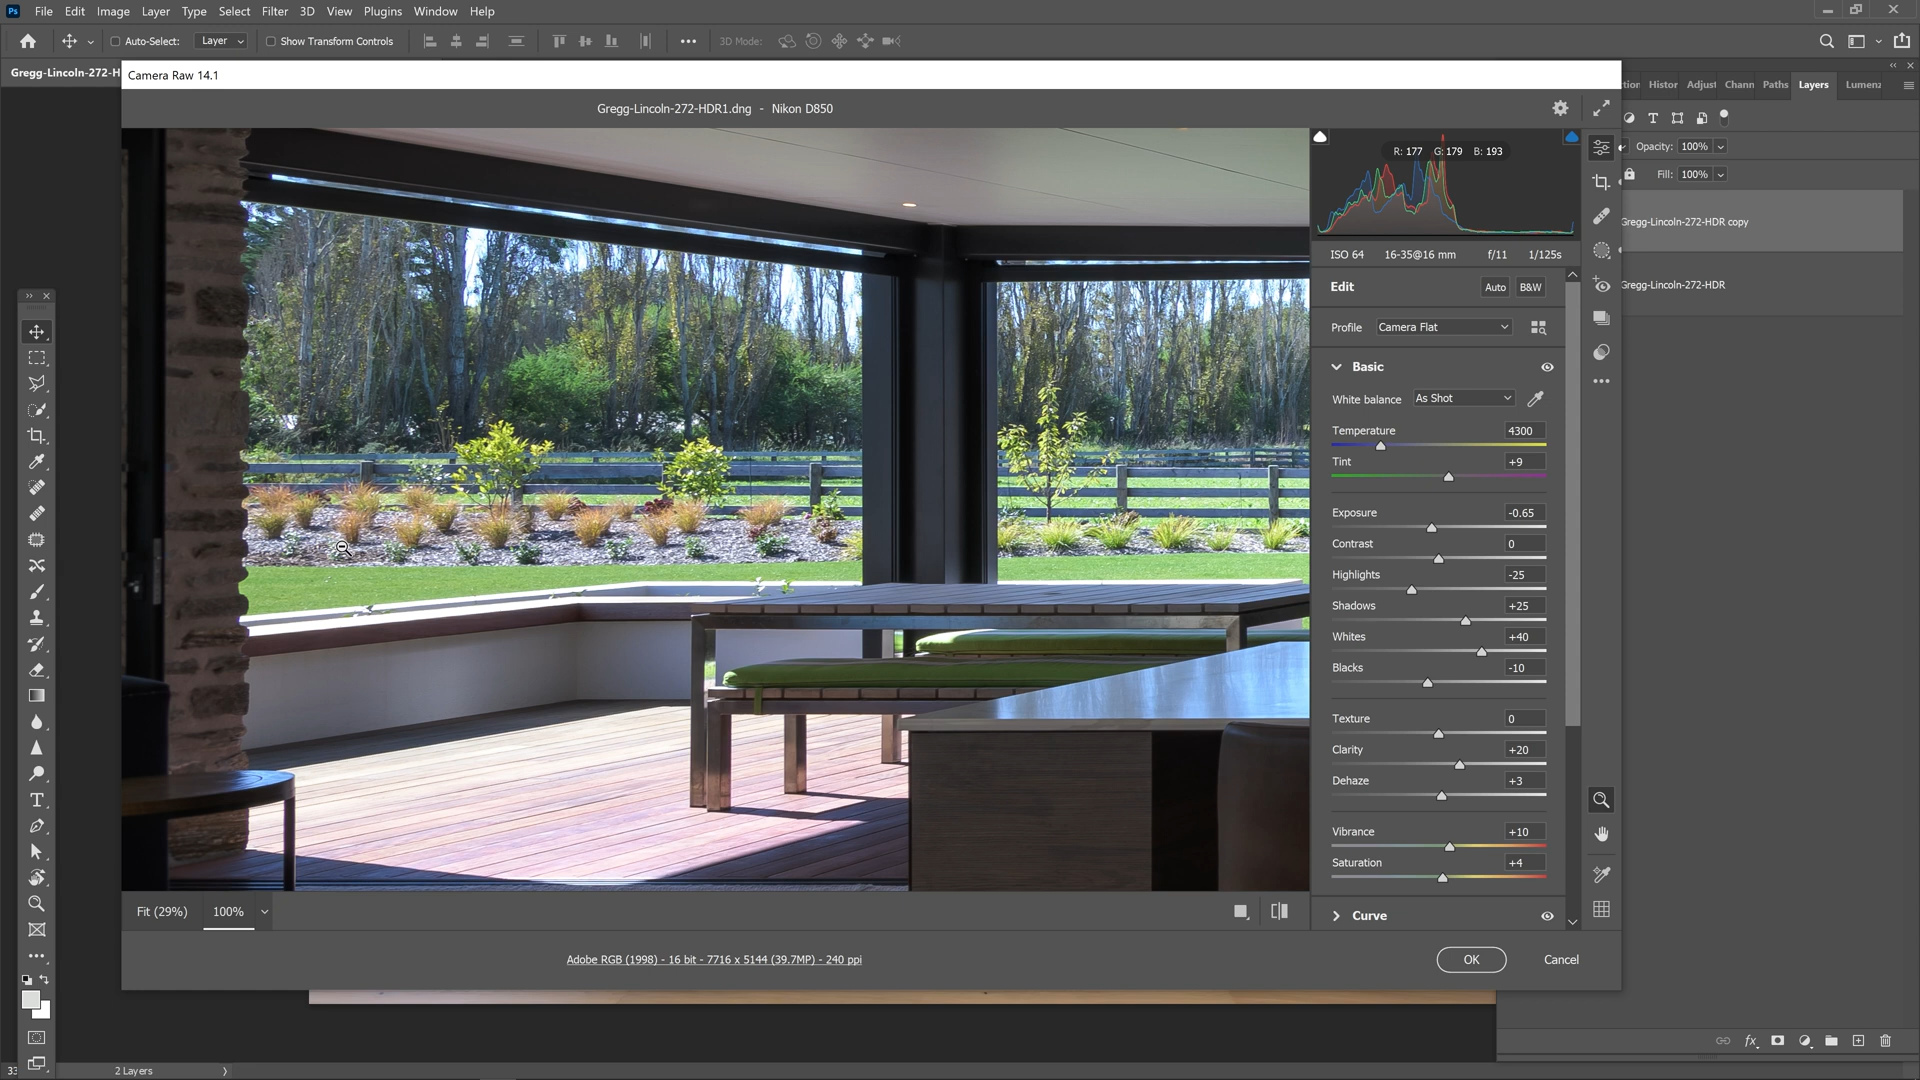 Ps File Edit Image Layer Type Select Filter 3D View Plugins Window Help
Auto-Select: Layer Show Transform Controls 3D Mode:
Gregg-Lincoln-272-H
Camera Raw 14.1
Gregg-Lincoln-272-HDR1.dng - Nikon D850
tion Histor Adjust Chann Paths Layers Lumenz
R: 177 G: 179 B: 193
Opacity: 100%
Fill: 100%
Gregg-Lincoln-272-HDR copy
Gregg-Lincoln-272-HDR
ISO 64 16-35@16 mm f/11 1/125s
Edit Auto B&W
Profile Camera Flat
Basic
White balance As Shot
Temperature 4300
Tint +9
Exposure -0.65
Contrast 0
Highlights -25
Shadows +25
Whites +40
Blacks -10
Texture 0
Clarity +20
Dehaze +3
Vibrance +10
Saturation +4
Curve
Fit (29%) 100%
Adobe RGB (1998) - 16 bit - 7716 x 5144 (39.7MP) - 240 ppi
OK Cancel
fx
33 2 Layers